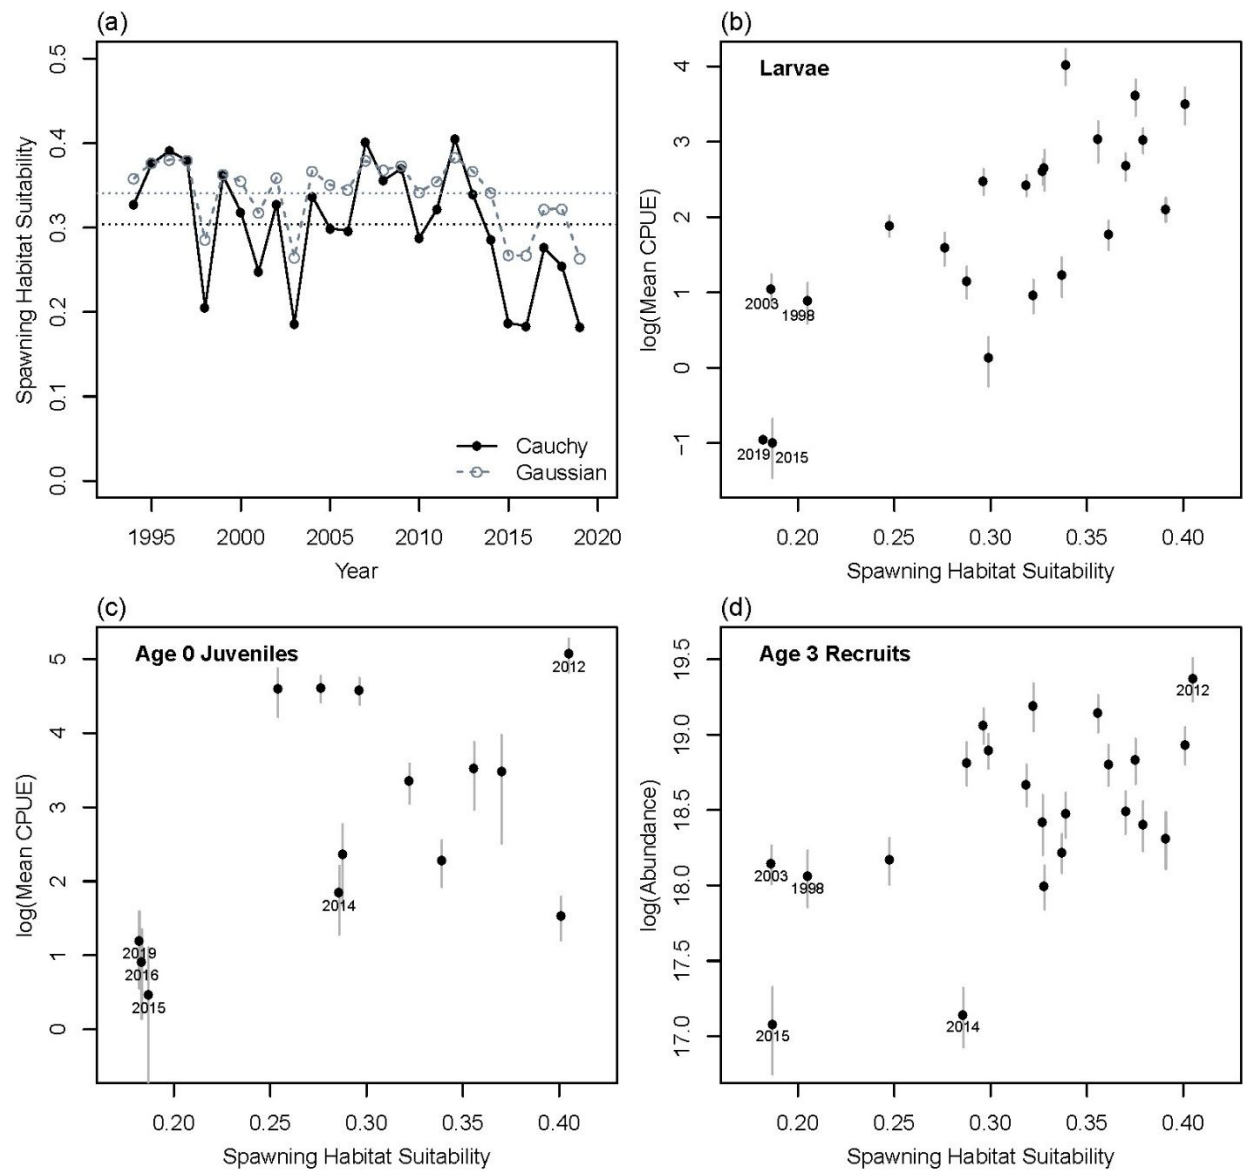 (a)
Spawning Habitat Suitability
0.5
0.4
0.3
0.2
0.1
0.0
Cauchy
Gaussian
1995 2000 2005 2010 2015 2020
Year
(b)
Larvae
log(Mean CPUE)
4
3
2
1
0
−1
2003
1998
2019
2015
0.20 0.25 0.30 0.35 0.40
Spawning Habitat Suitability
(c)
Age 0 Juveniles
log(Mean CPUE)
5
4
3
2
1
0
2012
2014
2019
2016
2015
0.20 0.25 0.30 0.35 0.40
Spawning Habitat Suitability
(d)
Age 3 Recruits
log(Abundance)
19.5
19.0
18.5
18.0
17.5
17.0
2012
2003
1998
2015
2014
0.20 0.25 0.30 0.35 0.40
Spawning Habitat Suitability